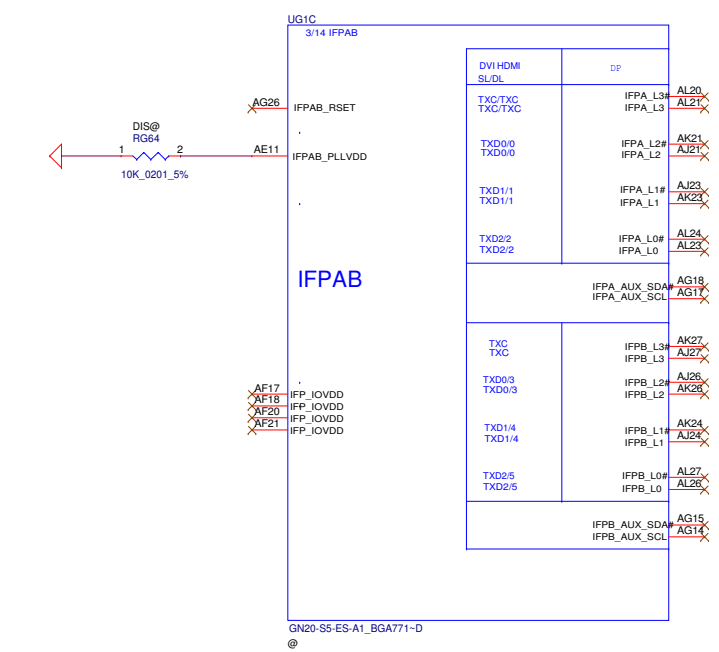 UG1C
3/14 IFPAB
DVI HDMI
SL/DL
DP
AG26
IFPAB_RSET
DIS@
RG64
1
2
10K_0201_5%
AE11
IFPAB_PLLVDD
IFPAB
AF17
IFP_IOVDD
AF18
IFP_IOVDD
AF20
IFP_IOVDD
AF21
IFP_IOVDD
TXC/TXC
TXC/TXC
IFPA_L3# AL20
IFPA_L3 AL21
TXD0/0
TXD0/0
IFPA_L2# AK21
IFPA_L2 AJ21
TXD1/1
TXD1/1
IFPA_L1# AJ23
IFPA_L1 AK23
TXD2/2
TXD2/2
IFPA_L0# AL24
IFPA_L0 AL23
IFPA_AUX_SDA# AG18
IFPA_AUX_SCL AG17
TXC
TXC
IFPB_L3# AK27
IFPB_L3 AJ27
TXD0/3
TXD0/3
IFPB_L2# AJ26
IFPB_L2 AK26
TXD1/4
TXD1/4
IFPB_L1# AK24
IFPB_L1 AJ24
TXD2/5
TXD2/5
IFPB_L0# AL27
IFPB_L0 AL26
IFPB_AUX_SDA# AG15
IFPB_AUX_SCL AG14
GN20-S5-ES-A1_BGA771~D
@